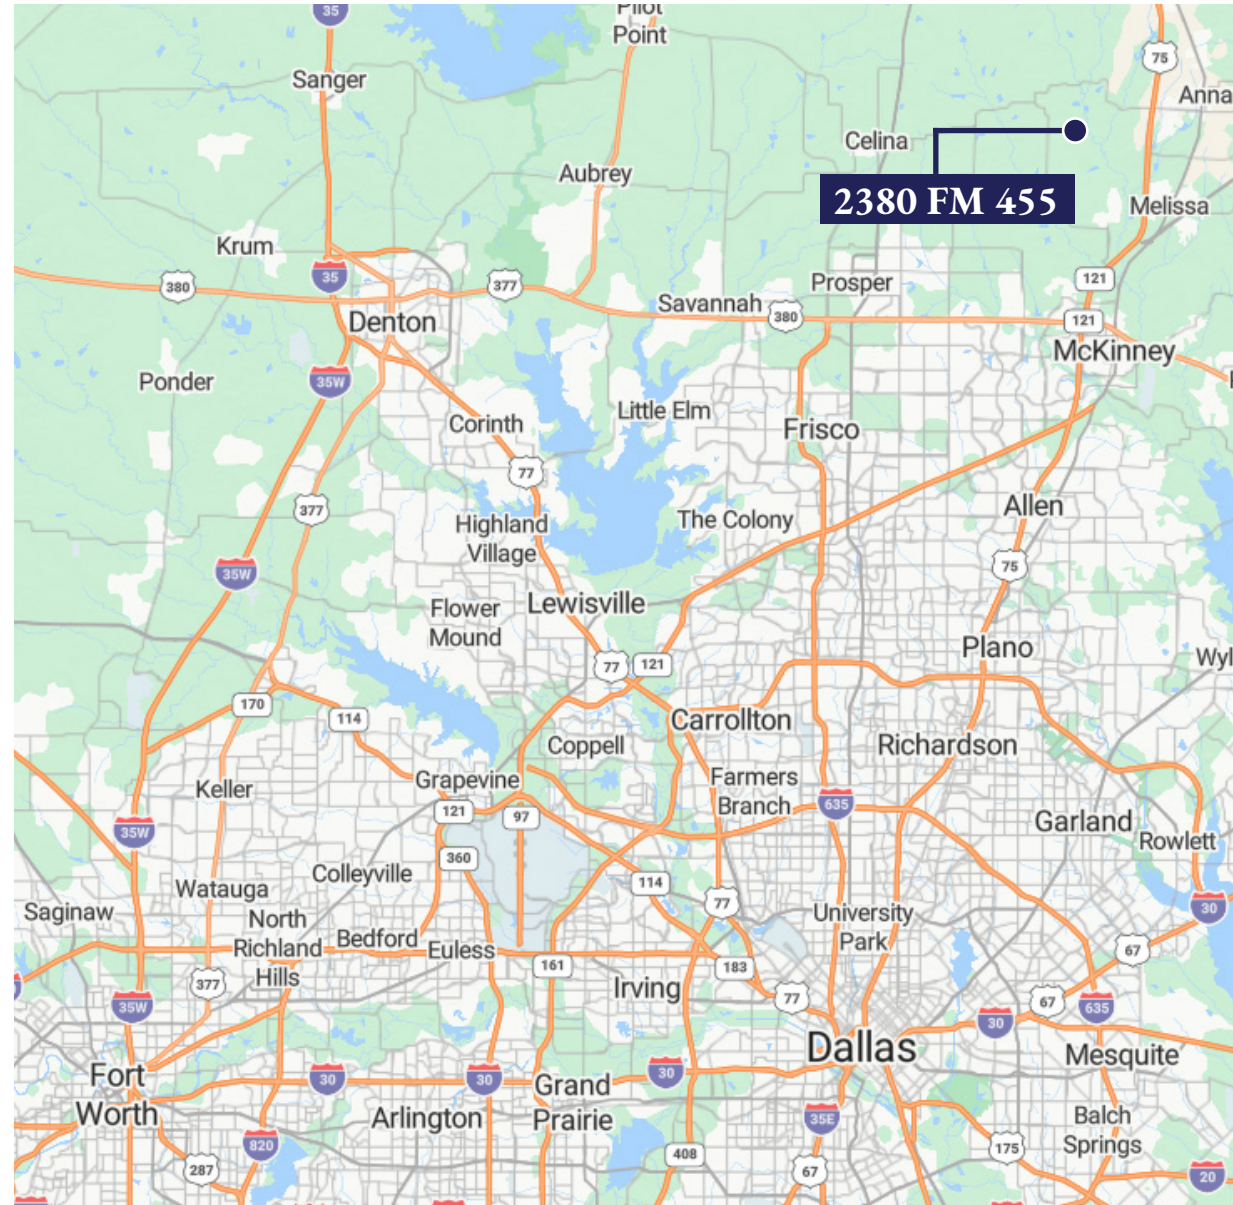 35
Pilot
Point
Sanger
75
Anna
Celina
Aubrey
2380 FM 455
Melissa
Krum
35
380
377
121
Prosper
Savannah
380
121
Denton
McKinney
Ponder
35W
Little Elm
Corinth
Frisco
77
377
Allen
Highland
Village
The Colony
35W
75
Flower
Mound
Lewisville
Plano
Wyl
77
121
170
114
Carrollton
Coppell
Richardson
Keller
Grapevine
Farmers
Branch
635
121
97
35W
Garland
Rowlett
360
Colleyville
Watauga
114
Saginaw
North
Richland
Hills
Bedford
Euless
77
University
Park
30
67
161
183
377
Irving
77
35W
67
635
30
Dallas
Mesquite
Fort
Worth
30
30
30
Grand
Prairie
Arlington
35E
Balch
Springs
820
287
408
67
175
20